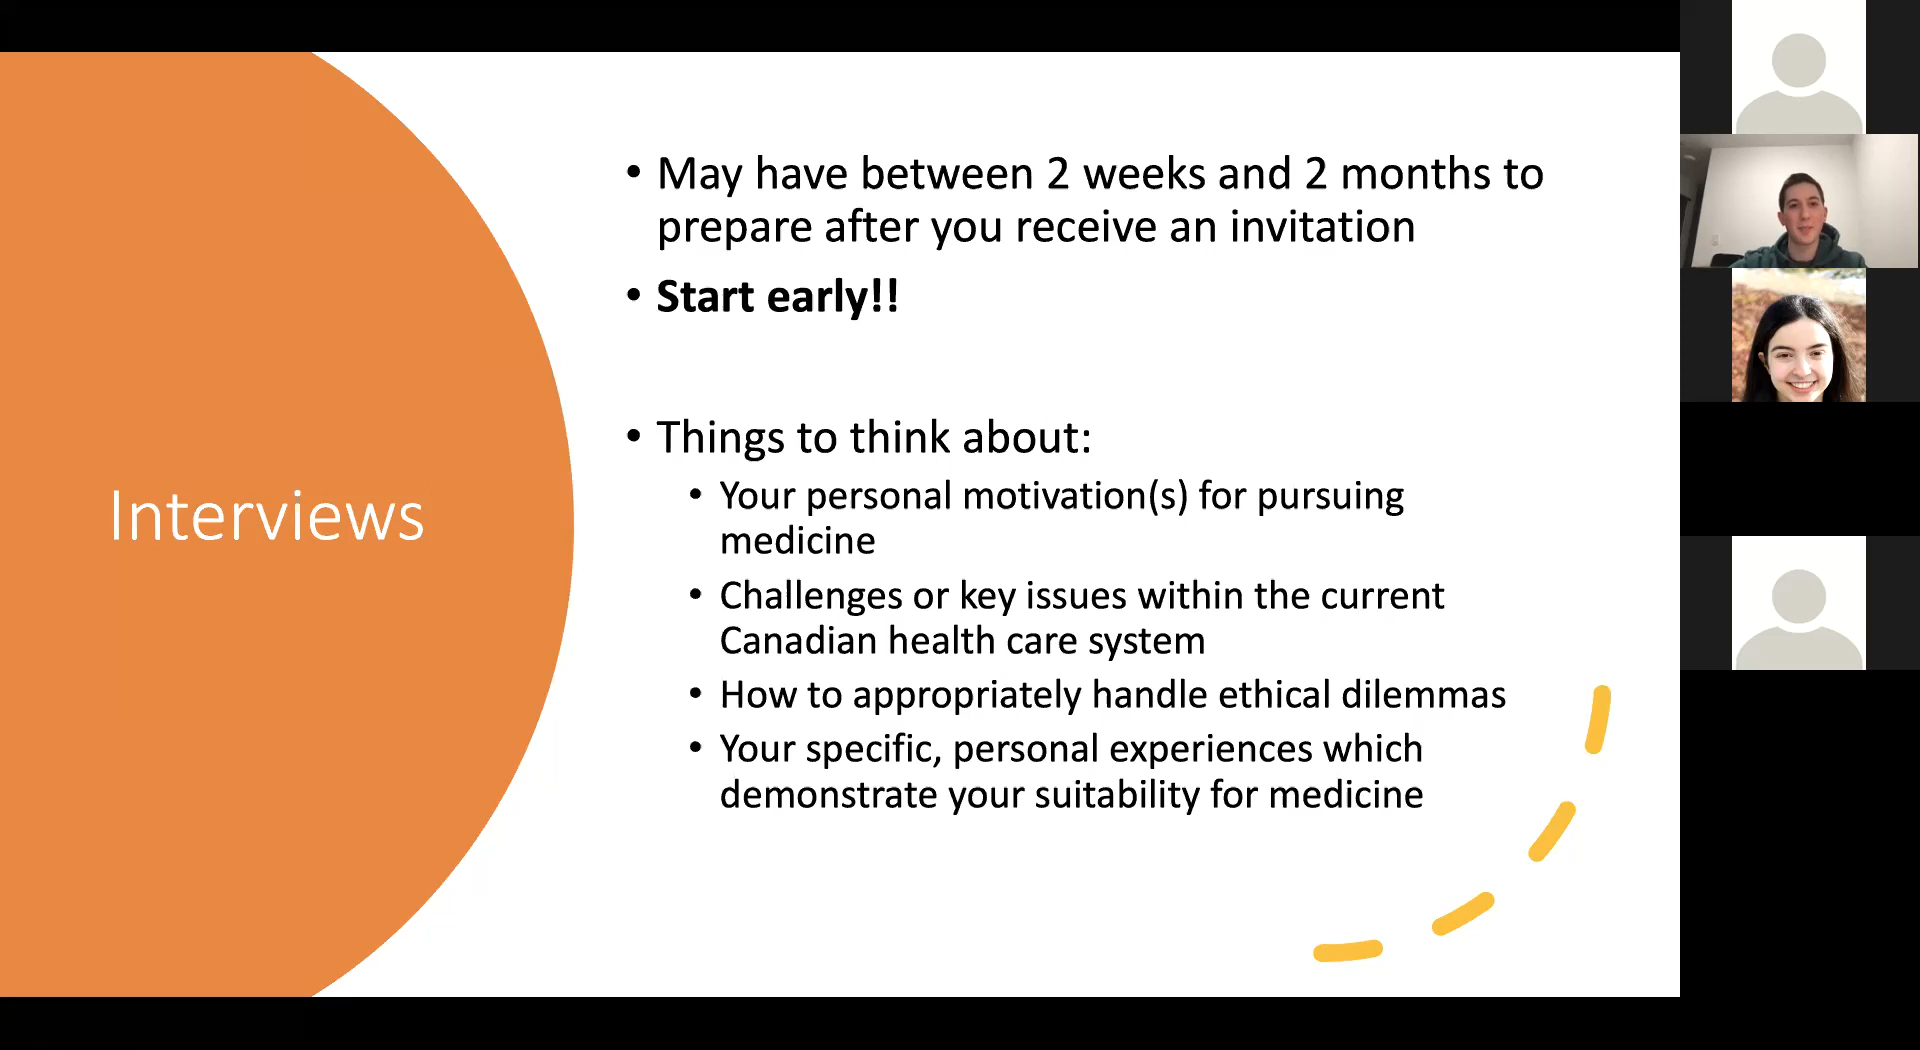 Interviews
• May have between 2 weeks and 2 months to
prepare after you receive an invitation
• Start early!!
• Things to think about:
• Your personal motivation(s) for pursuing
medicine
• Challenges or key issues within the current
Canadian health care system
• How to appropriately handle ethical dilemmas
• Your specific, personal experiences which
demonstrate your suitability for medicine